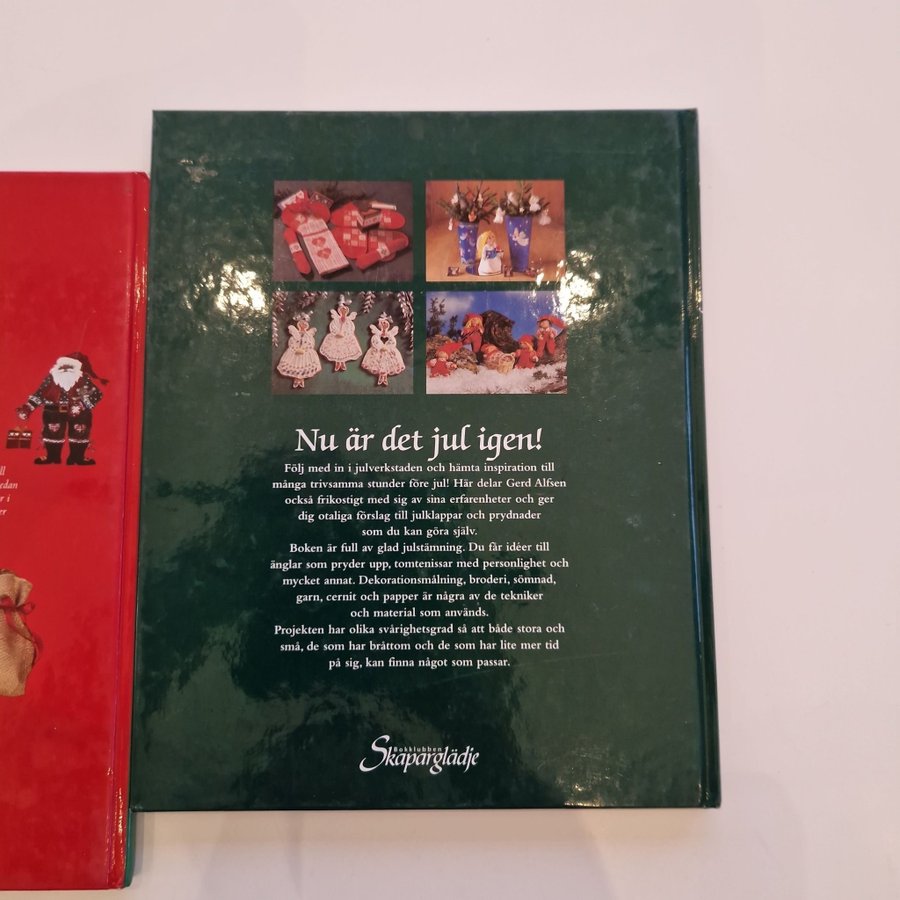 ll
edan
r i
er
Nu är det jul igen!
Följ med in i julverkstaden och hämta inspiration till
många trivsamma stunder före jul! Här delar Gerd Alfsen
också frikostigt med sig av sina erfarenheter och ger
dig otaliga förslag till julklappar och prydnader
som du kan göra själv.
Boken är full av glad julstämning. Du får idéer till
änglar som pryder upp, tomtenissar med personlighet och
mycket annat. Dekorationsmålning, broderi, sömnad,
garn, cernit och papper är några av de tekniker
och material som används.
Projekten har olika svårighetsgrad så att både stora och
små, de som har bråttom och de som har lite mer tid
på sig, kan finna något som passar.
Bokklubben
Skaparglädje